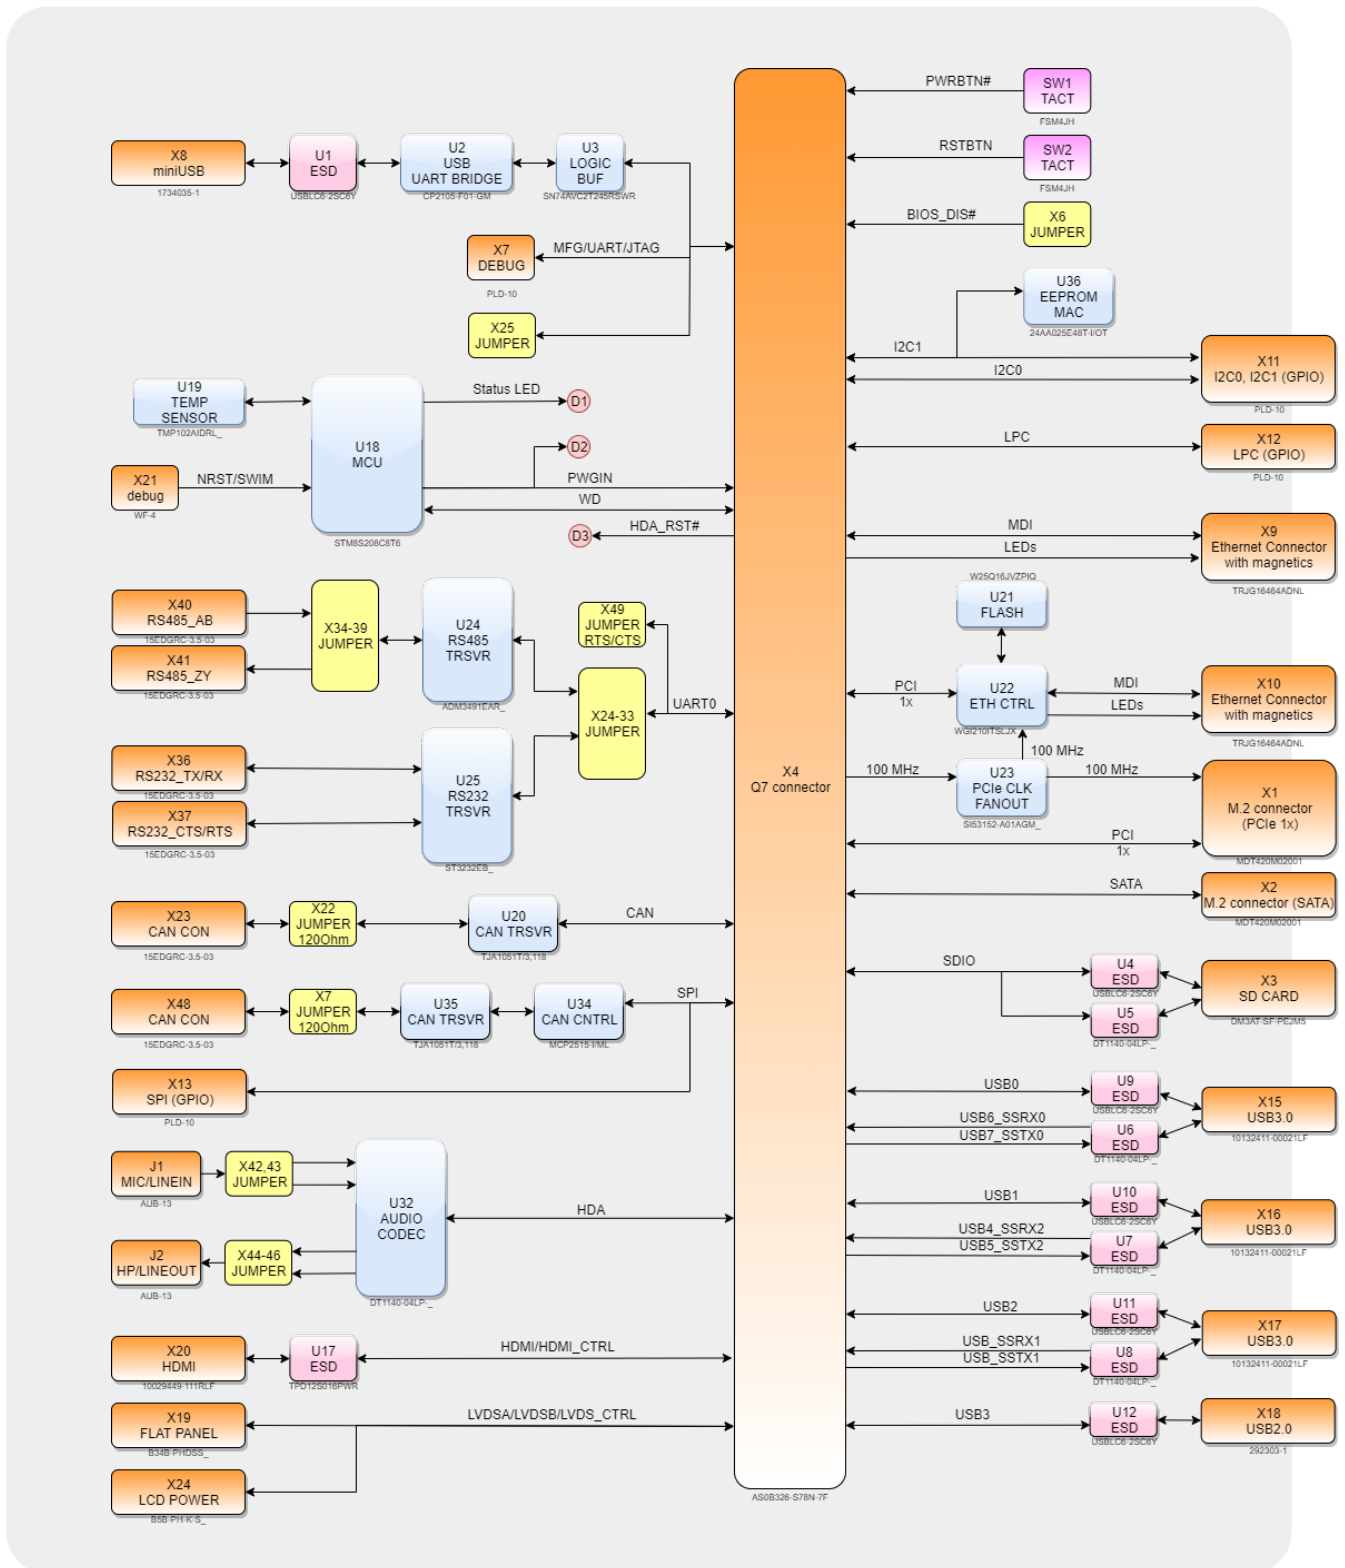 X8
miniUSB
1734035-1
U1
ESD
USBLC6-2SC6Y
U2
USB
UART BRIDGE
CP2105-F01-GM
U3
LOGIC
BUF
SN74AVC2T245RSWR
X7
DEBUG
PLD-10
MFG/UART/JTAG
X25
JUMPER
U19
TEMP
SENSOR
TMP102AIDRL_
X21
debug
WF-4
NRST/SWIM
U18
MCU
STM8S208C8T6
Status LED
D1
D2
PWGIN
WD
D3
HDA_RST#
X40
RS485_AB
15EDGRC-3.5-03
X41
RS485_ZY
15EDGRC-3.5-03
X34-39
JUMPER
U24
RS485
TRSVR
ADM3491EAR_
X49
JUMPER
RTS/CTS
X24-33
JUMPER
UART0
X36
RS232_TX/RX
15EDGRC-3.5-03
X37
RS232_CTS/RTS
15EDGRC-3.5-03
U25
RS232
TRSVR
ST3232EB_
X23
CAN CON
15EDGRC-3.5-03
X22
JUMPER
120Ohm
U20
CAN TRSVR
TJA1051T/3,118
CAN
X48
CAN CON
15EDGRC-3.5-03
X7
JUMPER
120Ohm
U35
CAN TRSVR
TJA1051T/3,118
U34
CAN CNTRL
MCP2515-I/ML
SPI
X13
SPI (GPIO)
PLD-10
J1
MIC/LINEIN
AUB-13
X42,43
JUMPER
J2
HP/LINEOUT
AUB-13
X44-46
JUMPER
U32
AUDIO
CODEC
DT1140-04LP-_
HDA
X20
HDMI
10029449-111RLF
U17
ESD
TPD12S016PWR
HDMI/HDMI_CTRL
X19
FLAT PANEL
B34B-PHDSS_
LVDSA/LVDSB/LVDS_CTRL
X24
LCD POWER
B5B-PH-K-S_
X4
Q7 connector
AS0B326-S78N-7F
PWRBTN#
SW1
TACT
FSM4JH
RSTBTN
SW2
TACT
FSM4JH
BIOS_DIS#
X6
JUMPER
U36
EEPROM
MAC
24AA025E48T-I/OT
I2C1
I2C0
X11
I2C0, I2C1 (GPIO)
PLD-10
LPC
X12
LPC (GPIO)
PLD-10
MDI
LEDs
X9
Ethernet Connector
with magnetics
TRJG16464ADNL
W25Q16JVZPIQ
U21
FLASH
PCI
1x
U22
ETH CTRL
WGI210ITSLJX
MDI
LEDs
X10
Ethernet Connector
with magnetics
TRJG16464ADNL
100 MHz
100 MHz
U23
PCIe CLK
FANOUT
SI53152-A01AGM_
100 MHz
PCI
1x
X1
M.2 connector
(PCIe 1x)
MDT420M02001
SATA
X2
M.2 connector (SATA)
MDT420M02001
SDIO
U4
ESD
USBLC6-2SC6Y
U5
ESD
DT1140-04LP-_
X3
SD CARD
DM3AT-SF-PEJM5
USB0
U9
ESD
USBLC6-2SC6Y
USB6_SSRX0
USB7_SSTX0
U6
ESD
DT1140-04LP-_
X15
USB3.0
10132411-00021LF
USB1
U10
ESD
USBLC6-2SC6Y
USB4_SSRX2
USB5_SSTX2
U7
ESD
DT1140-04LP-_
X16
USB3.0
10132411-00021LF
USB2
U11
ESD
USBLC6-2SC6Y
USB_SSRX1
USB_SSTX1
U8
ESD
DT1140-04LP-_
X17
USB3.0
10132411-00021LF
USB3
U12
ESD
USBLC6-2SC6Y
X18
USB2.0
292303-1